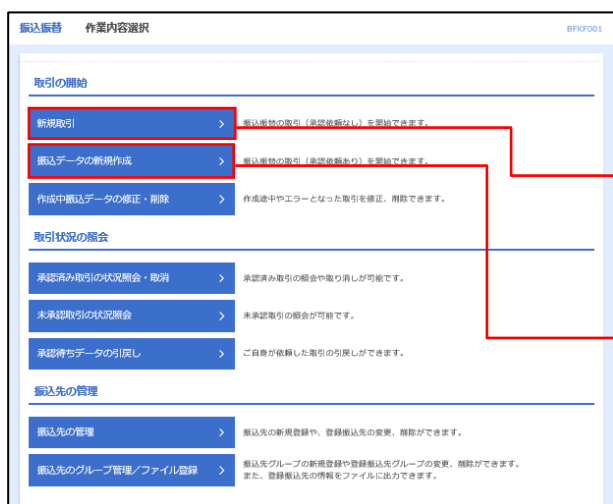 振込振替 作業内容選択 BFKF001
取引の開始
新規取引 > 振込振替の取引（承認依頼なし）を開始できます。
振込データの新規作成 > 振込振替の取引（承認依頼あり）を開始できます。
作成中振込データの修正・削除 > 作成途中やエラーとなった取引を修正、削除できます。
取引状況の照会
承認済み取引の状況照会・取消 > 承認済み取引の照会や取り消しが可能です。
未承認取引の状況照会 > 未承認取引の照会が可能です。
承認待ちデータの引戻し > ご自身が依頼した取引の引戻しができます。
振込先の管理
振込先の管理 > 振込先の新規登録や、登録振込先の変更、削除ができます。
振込先のグループ管理／ファイル登録 > 振込先グループの新規登録や登録振込先グループの変更、削除ができます。
また、登録振込先の情報をファイルに出力できます。